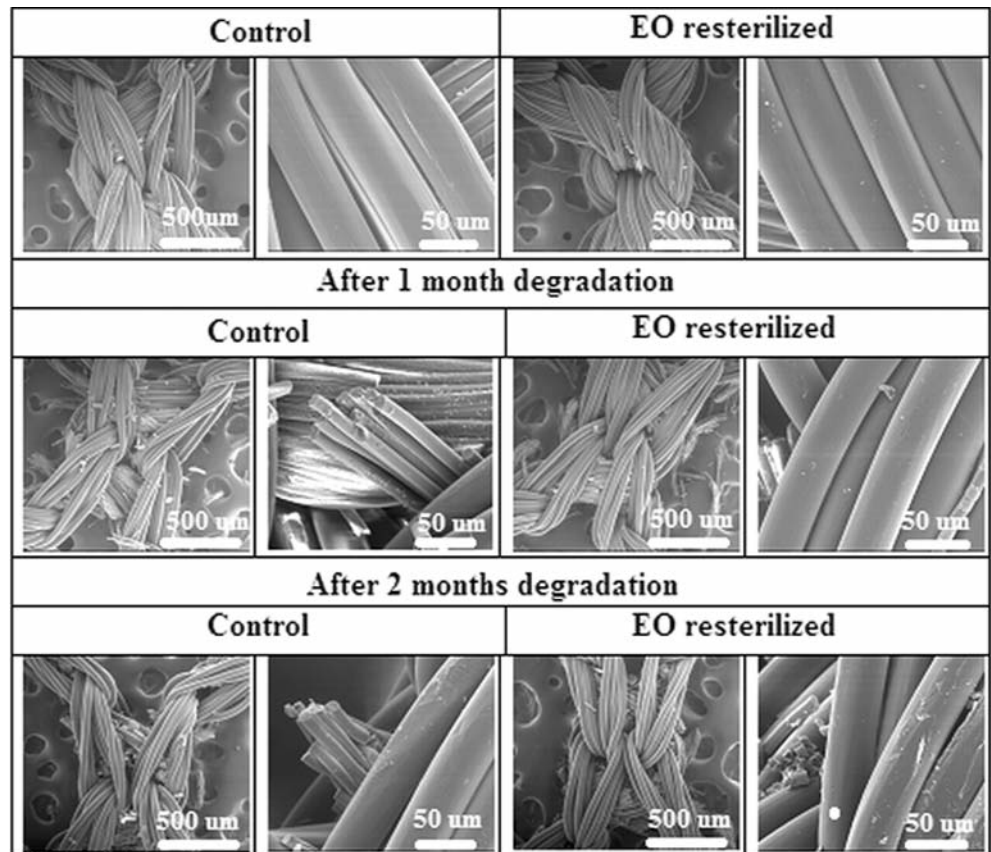 Control EO resterilized
500um 50 um 500 um 50 um
After 1 month degradation
Control EO resterilized
500 um 50 um 500 um 50 um
After 2 months degradation
Control EO resterilized
500 um 50 um 500 um 50 um